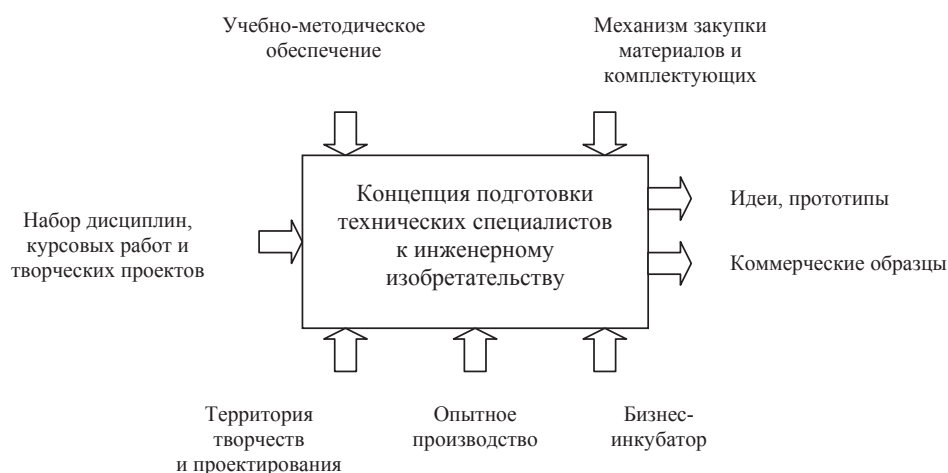 Учебно-методическое
обеспечение
Механизм закупки
материалов и
комплектующих
Концепция подготовки
технических специалистов
к инженерному
изобретательству
Набор дисциплин,
курсовых работ и
творческих проектов
Идеи, прототипы
Коммерческие образцы
Территория
творчеств
и проектирования
Опытное
производство
Бизнес-
инкубатор